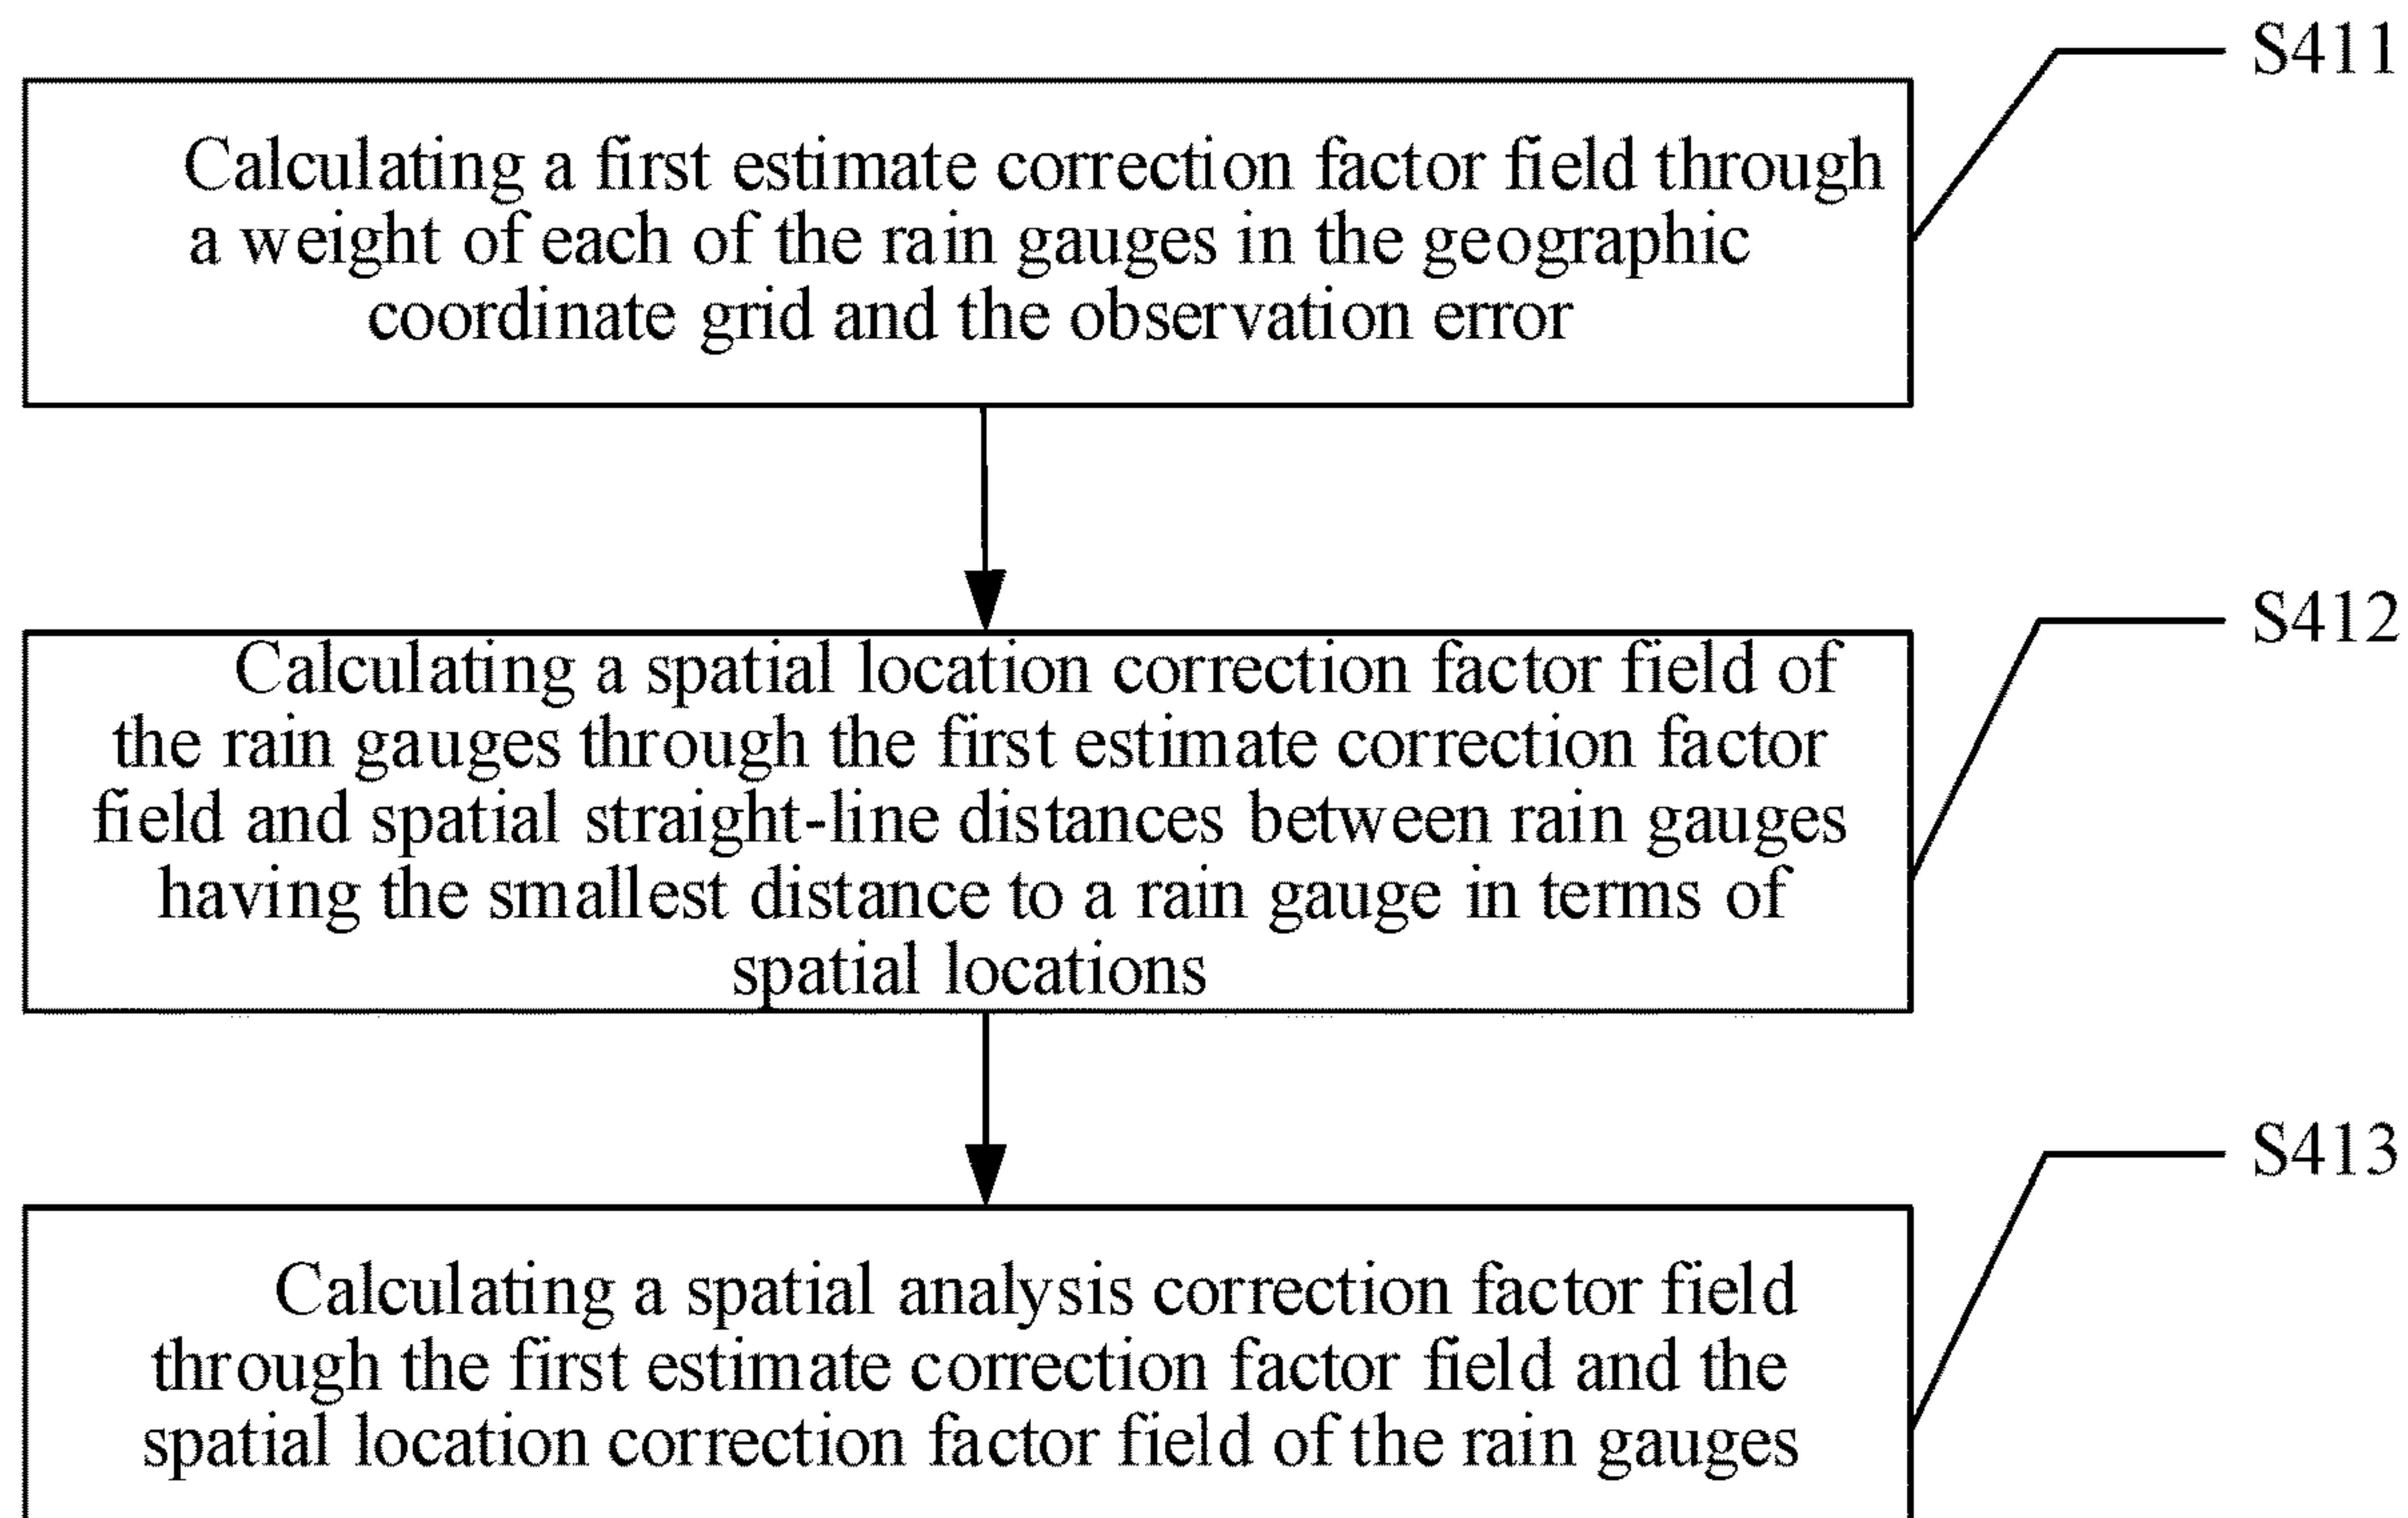 S411
Calculating a first estimate correction factor field through
a weight of each of the rain gauges in the geographic
coordinate grid and the observation error
S412
Calculating a spatial location correction factor field of
the rain gauges through the first estimate correction factor
field and spatial straight-line distances between rain gauges
having the smallest distance to a rain gauge in terms of
spatial locations
S413
Calculating a spatial analysis correction factor field
through the first estimate correction factor field and the
spatial location correction factor field of the rain gauges